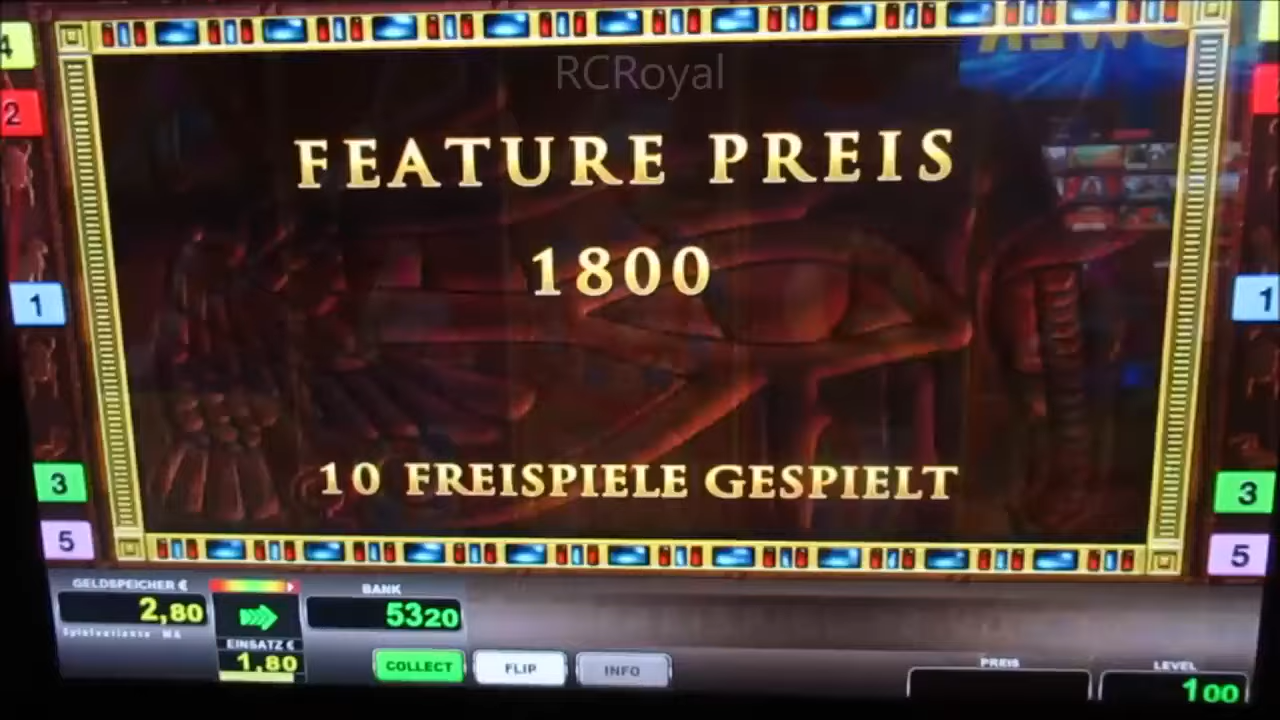 RCRoyal
4
2
FEATURE PREIS
1800
1
1
10 FREISPIELE GESPIELT
3
3
5
5
GELDSPEICHER €
2,80
Spielvariante
BANK
5320
EINSATZ €
1,80
COLLECT
FLIP
INFO
PREIS
LEVEL
100